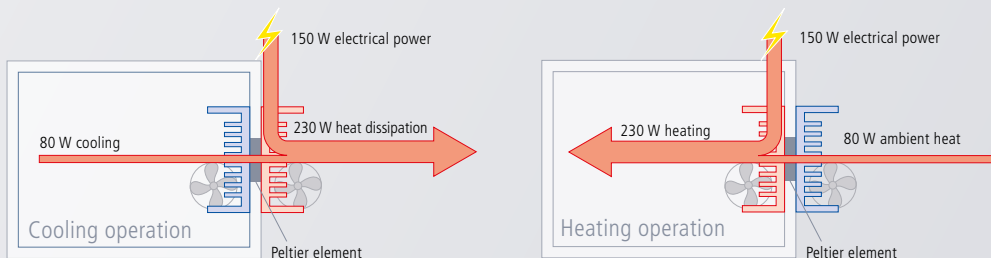 150 W electrical power
80 W cooling
230 W heat dissipation
Cooling operation
Peltier element
150 W electrical power
230 W heating
80 W ambient heat
Heating operation
Peltier element